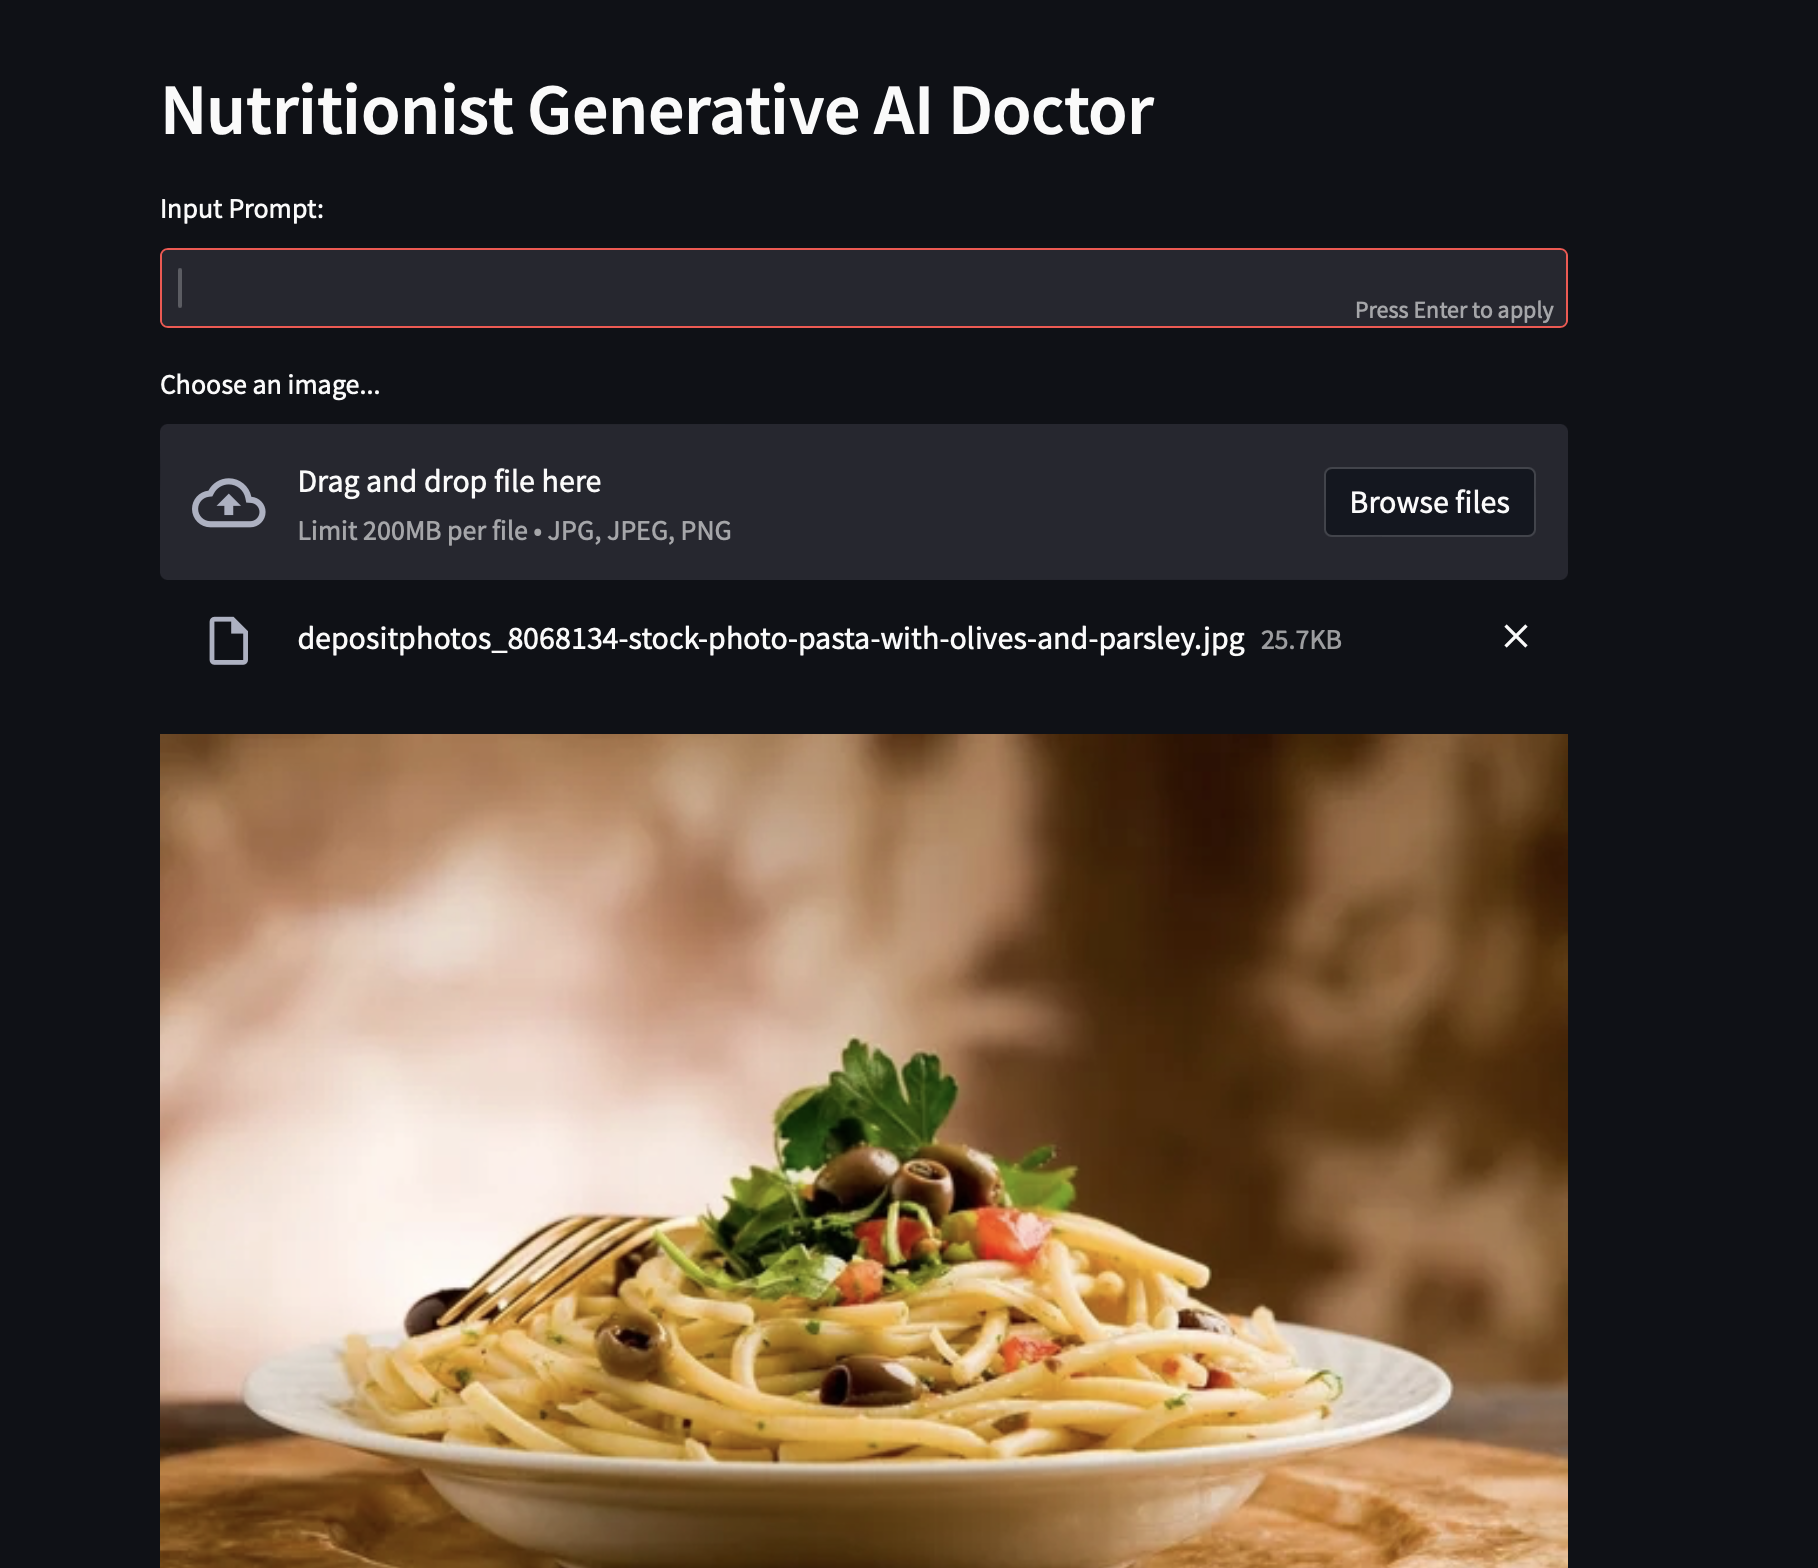 Nutritionist Generative AI Doctor
Input Prompt:
Press Enter to apply
Choose an image...
Drag and drop file here
Limit 200MB per file • JPG, JPEG, PNG
Browse files
depositphotos_8068134-stock-photo-pasta-with-olives-and-parsley.jpg 25.7KB